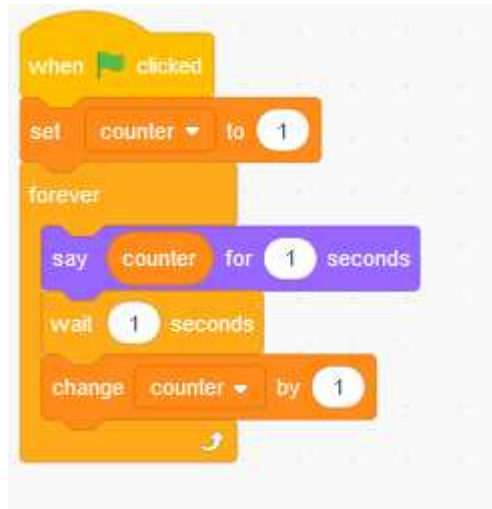 when clicked
set counter to 1
forever
say counter for 1 seconds
wait 1 seconds
change counter by 1